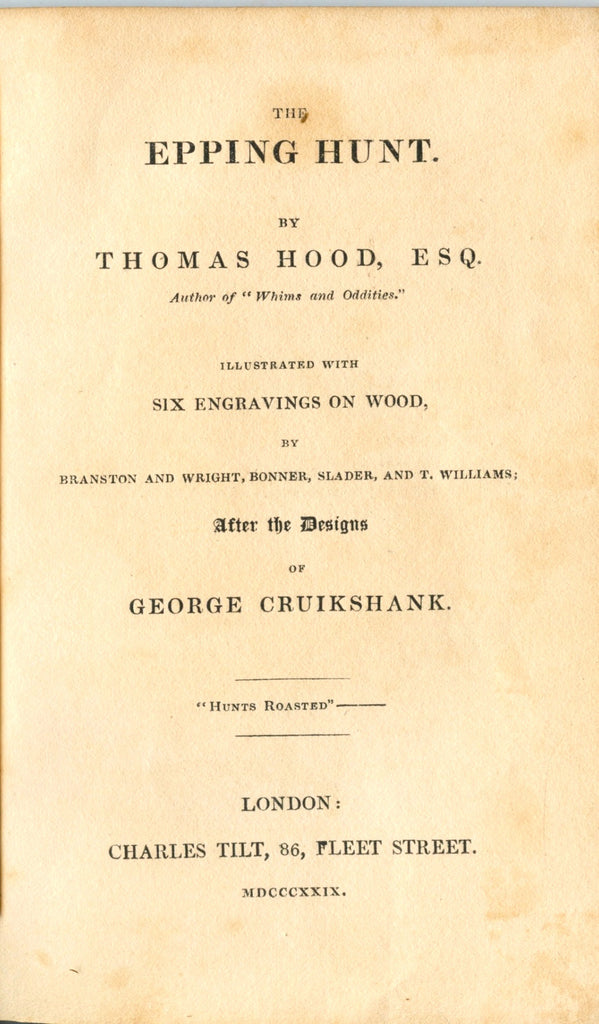 THE
EPPING HUNT.
BY
THOMAS HOOD, ESQ.
Author of "Whims and Oddities."
ILLUSTRATED WITH
SIX ENGRAVINGS ON WOOD,
BY
BRANSTON AND WRIGHT, BONNER, SLADER, AND T. WILLIAMS;
After the Designs
OF
GEORGE CRUIKSHANK.
"HUNTS ROASTED"——
LONDON:
CHARLES TILT, 86, FLEET STREET.
MDCCCXXIX.